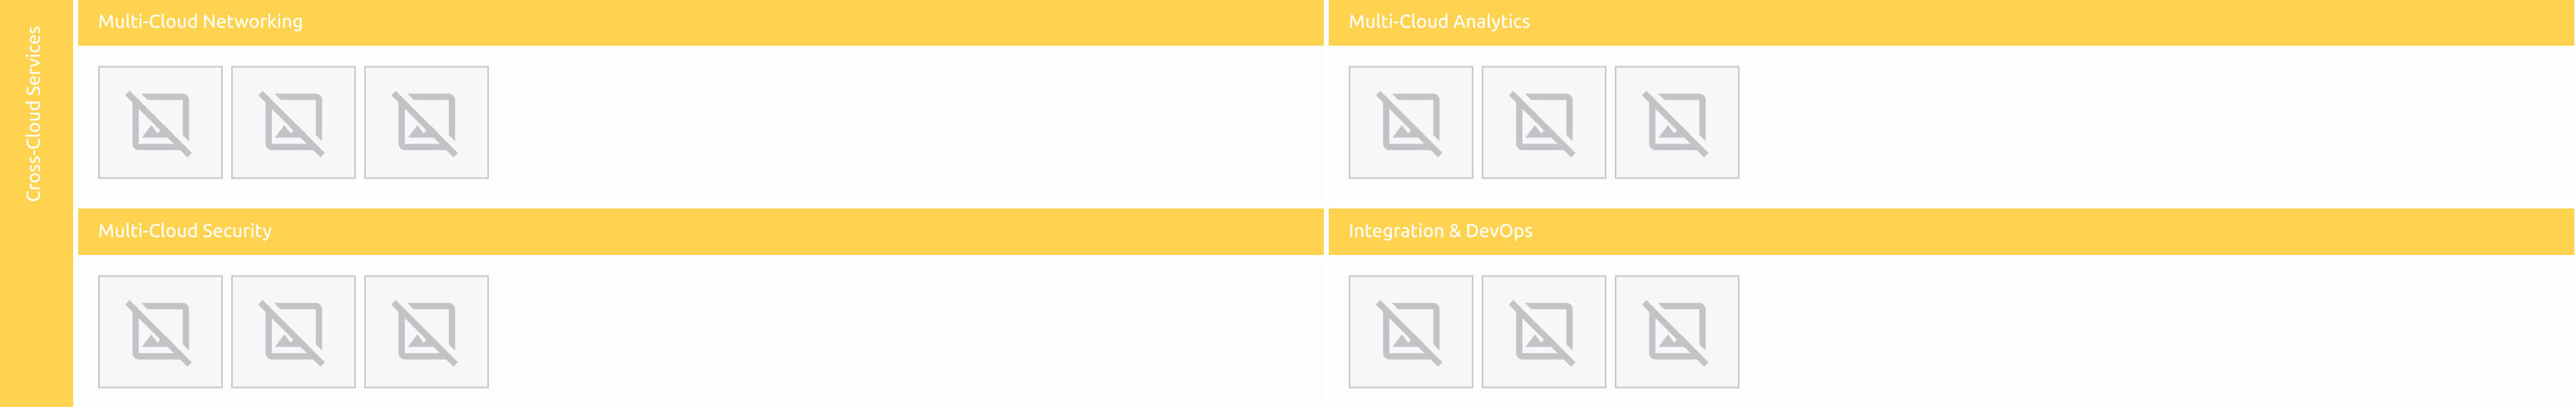 Cross-Cloud Services
Multi-Cloud Networking
Multi-Cloud Analytics
Multi-Cloud Security
Integration & DevOps